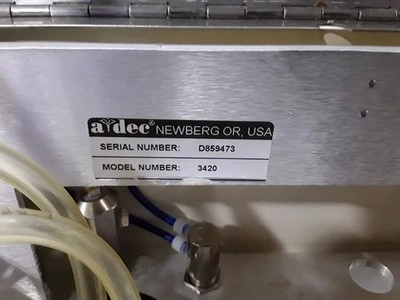 a-dec NEWBERG OR, USA
SERIAL NUMBER: D859473
MODEL NUMBER: 3420